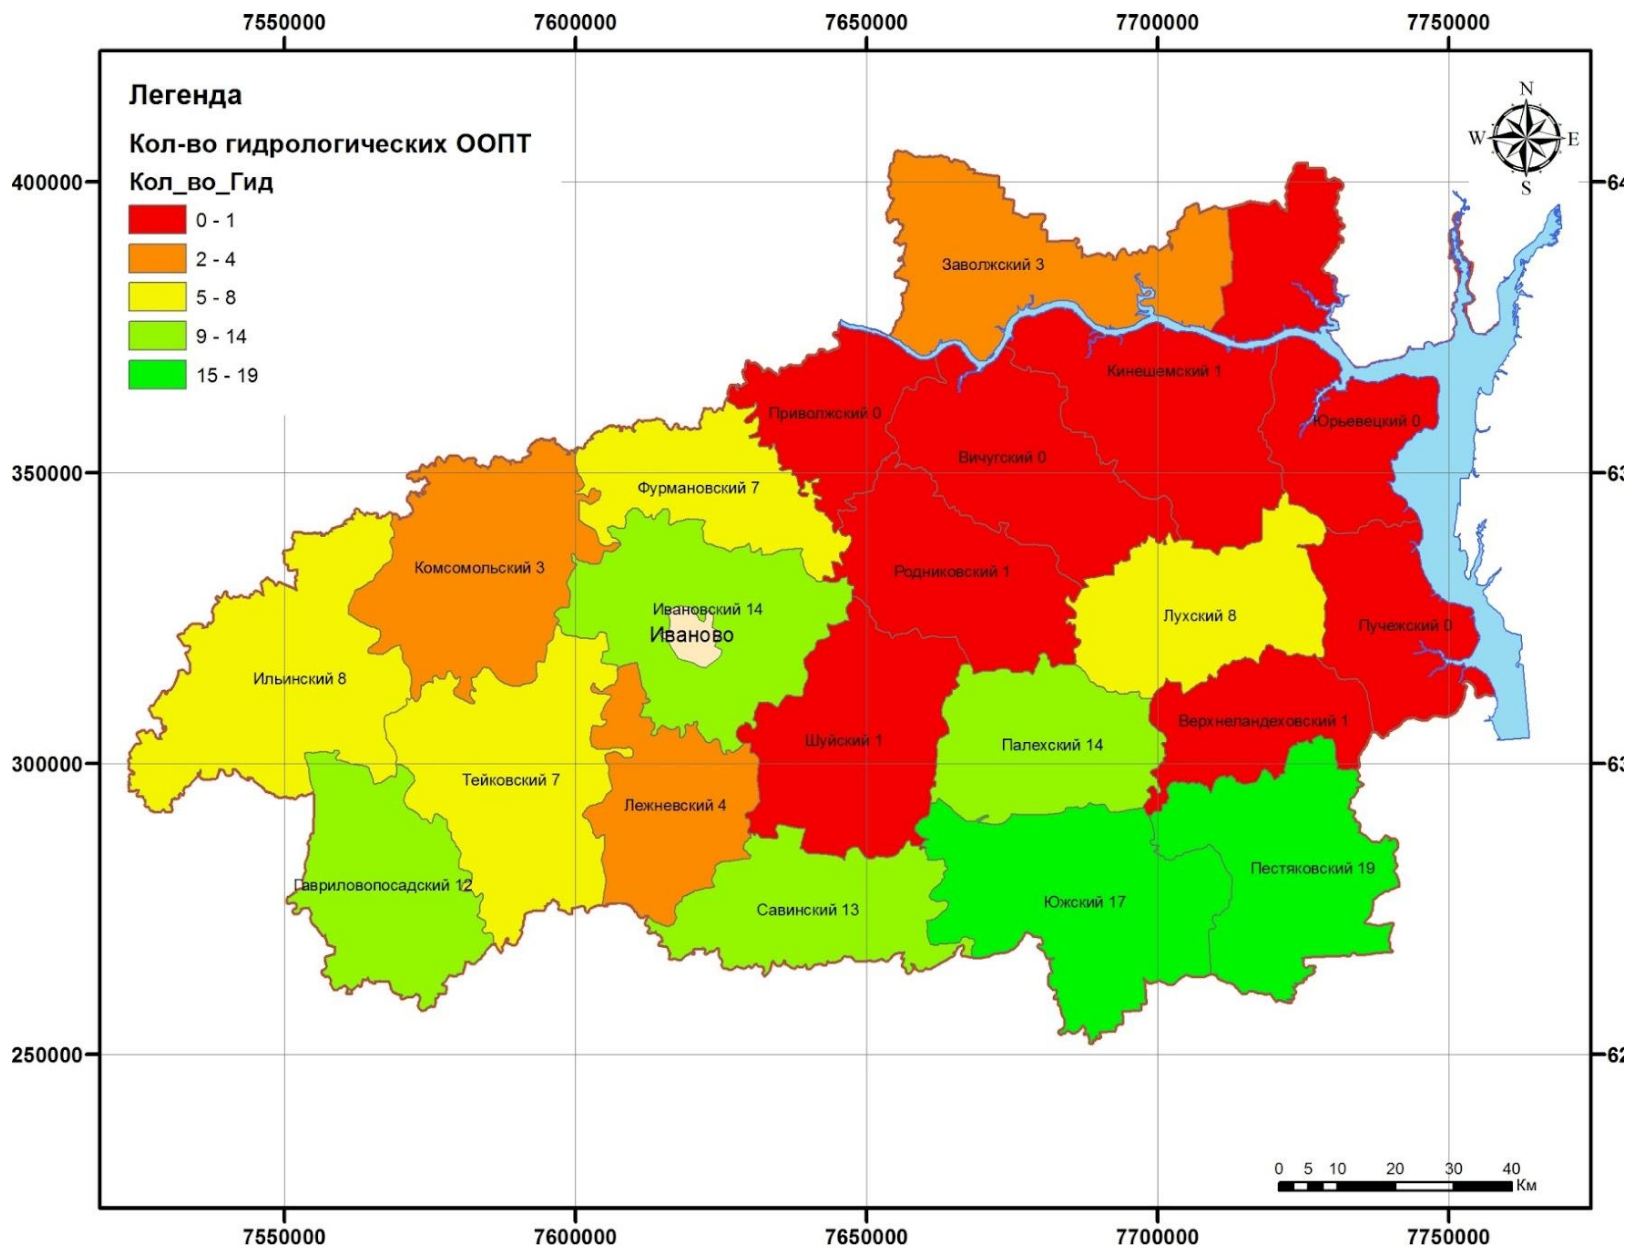 7550000 7600000 7650000 7700000 7750000
Легенда
Кол-во гидрологических ООПТ
Кол_во_Гид
0 - 1
2 - 4
5 - 8
9 - 14
15 - 19
N
W E
S
400000
64
Заволжский 3
Кинешемский 1
Приволжский 0
Юрьевецкий 0
Вичугский 0
350000
63
Фурмановский 7
Комсомольский 3
Родниковский 1
Ивановский 14
Иваново
Лухский 8
Пучежский 0
Ильинский 8
Верхнеландеховский 1
Шуйский 1
Палехский 14
300000
63
Тейковский 7
Лежневский 4
Пестяковский 19
Гавриловопосадский 12
Южский 17
Савинский 13
250000
62
0 5 10 20 30 40
Км
7550000 7600000 7650000 7700000 7750000